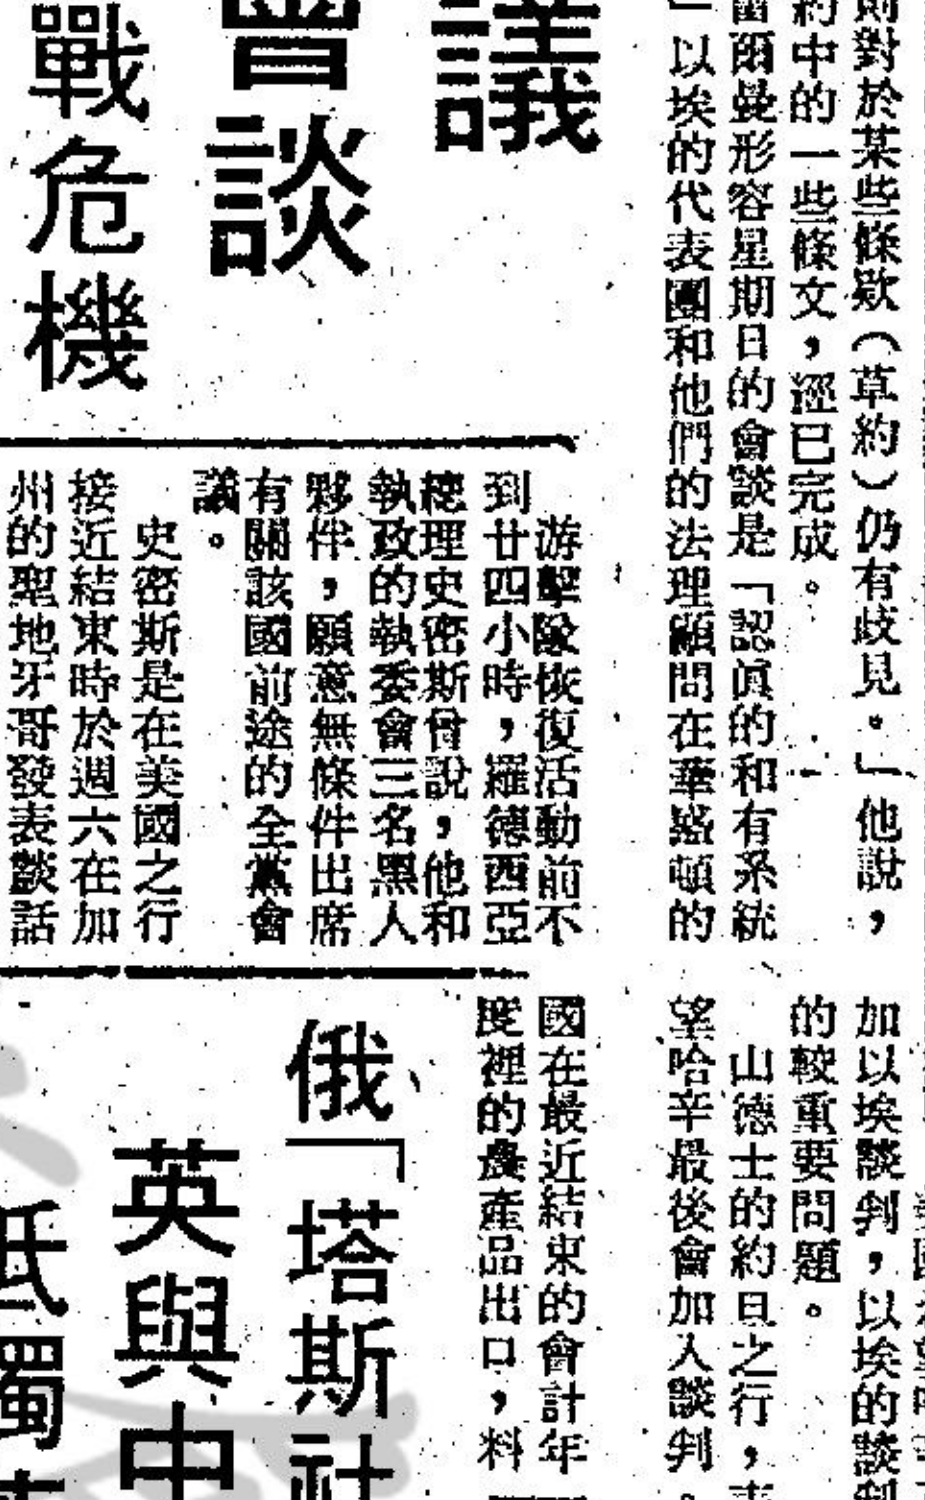 則對於某些條款(草約)仍有歧見。」他說,
約中的一些條文,經已完成。
爾曼形容星期日的會談是「認真的和有系統
」以埃的代表團和他們的法理顧問在華盛頓的
議
會談
戰危機
游擊隊恢復活動前不
到廿四小時,羅德西亞
總理史密斯曾說,他和
執政的執委會三名黑人
夥伴,願意無條件出席
有關該國前途的全黨會
議。
史密斯是在美國之行
接近結束時於週六在加
州的聖地牙哥發表談話
加以埃談判,以埃的談判
的較重要問題。
山德士的約旦之行,
望哈辛最後會加入談判。
國在最近結束的會計年
度裡的農產品出口,料
俄「塔斯社
英與中